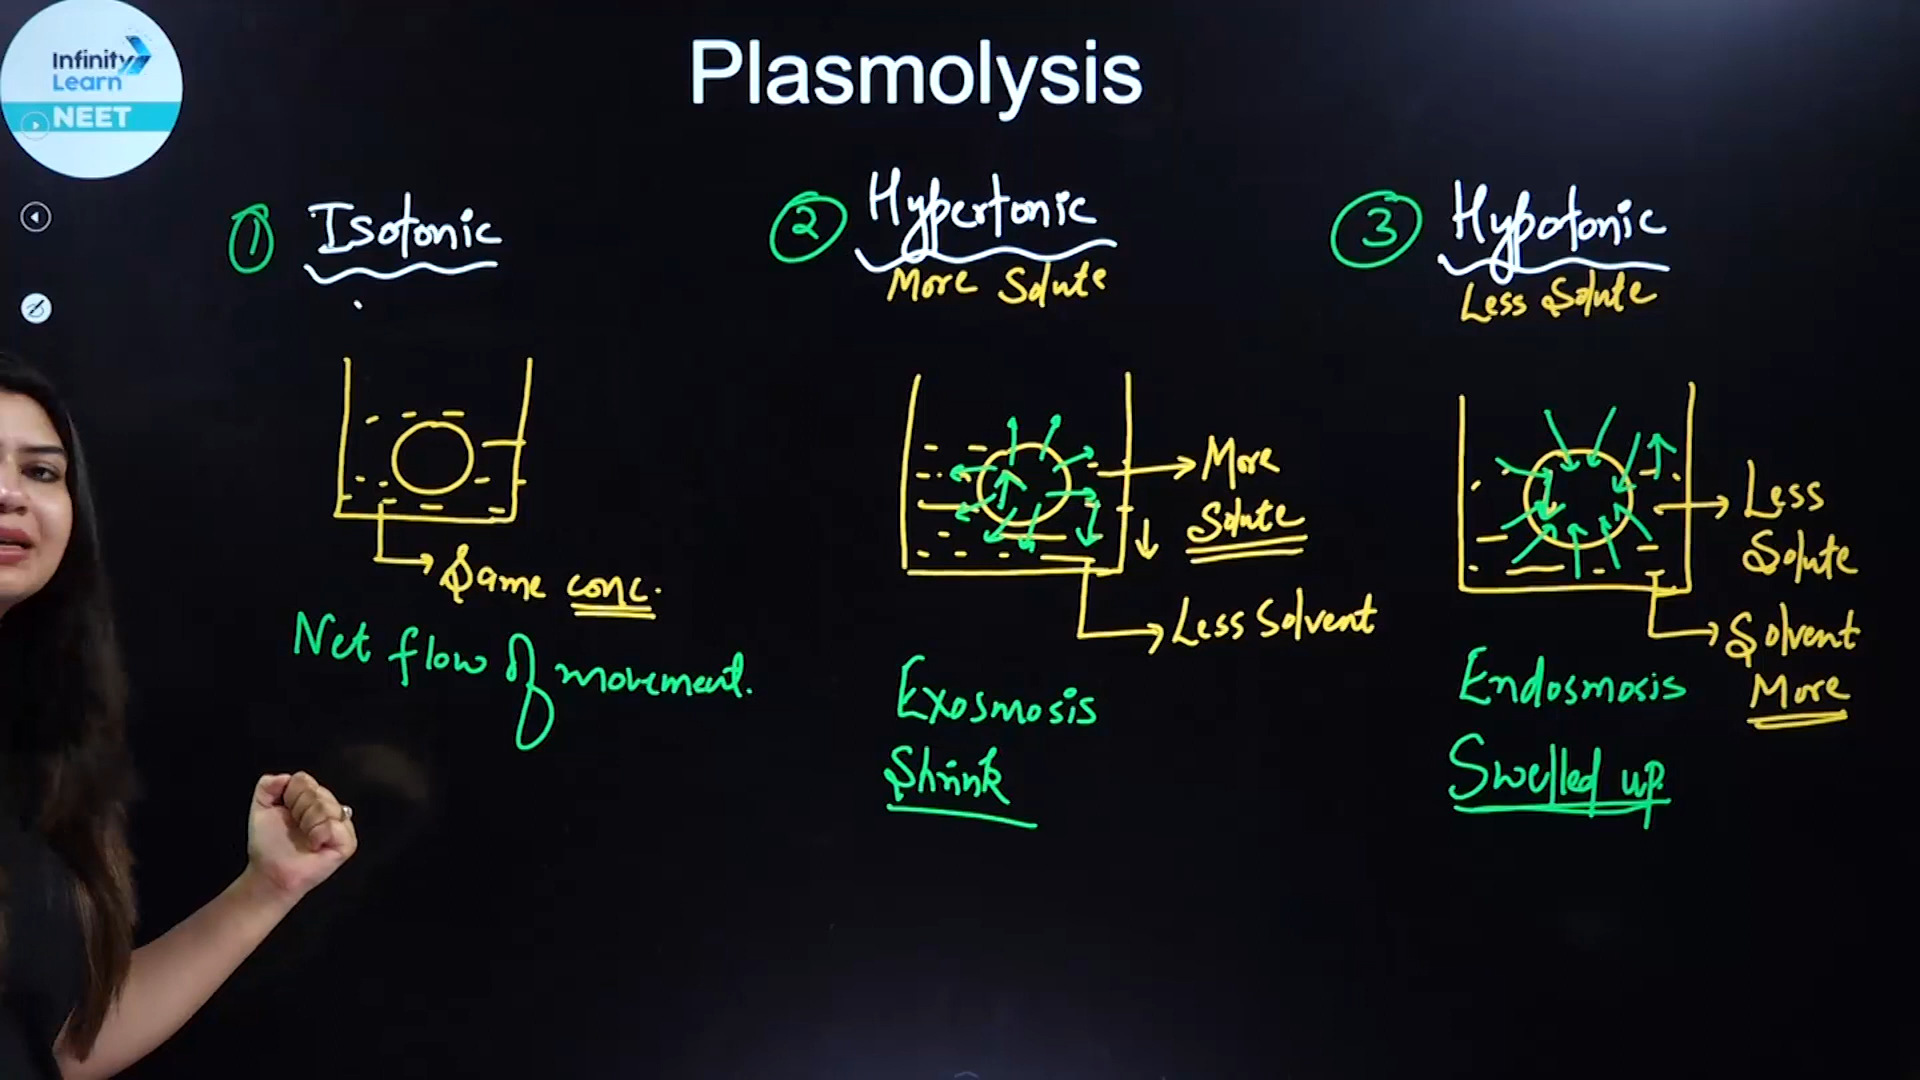 Infinity
Learn
NEET
Plasmolysis
1 Isotonic
Same conc.
Net flow of movement.
2 Hypertonic
More Solute
More
Solute
Less Solvent
Exosmosis
Shrink
3 Hypotonic
Less Solute
Less
Solute
Solvent
More
Endosmosis
Swelled up.